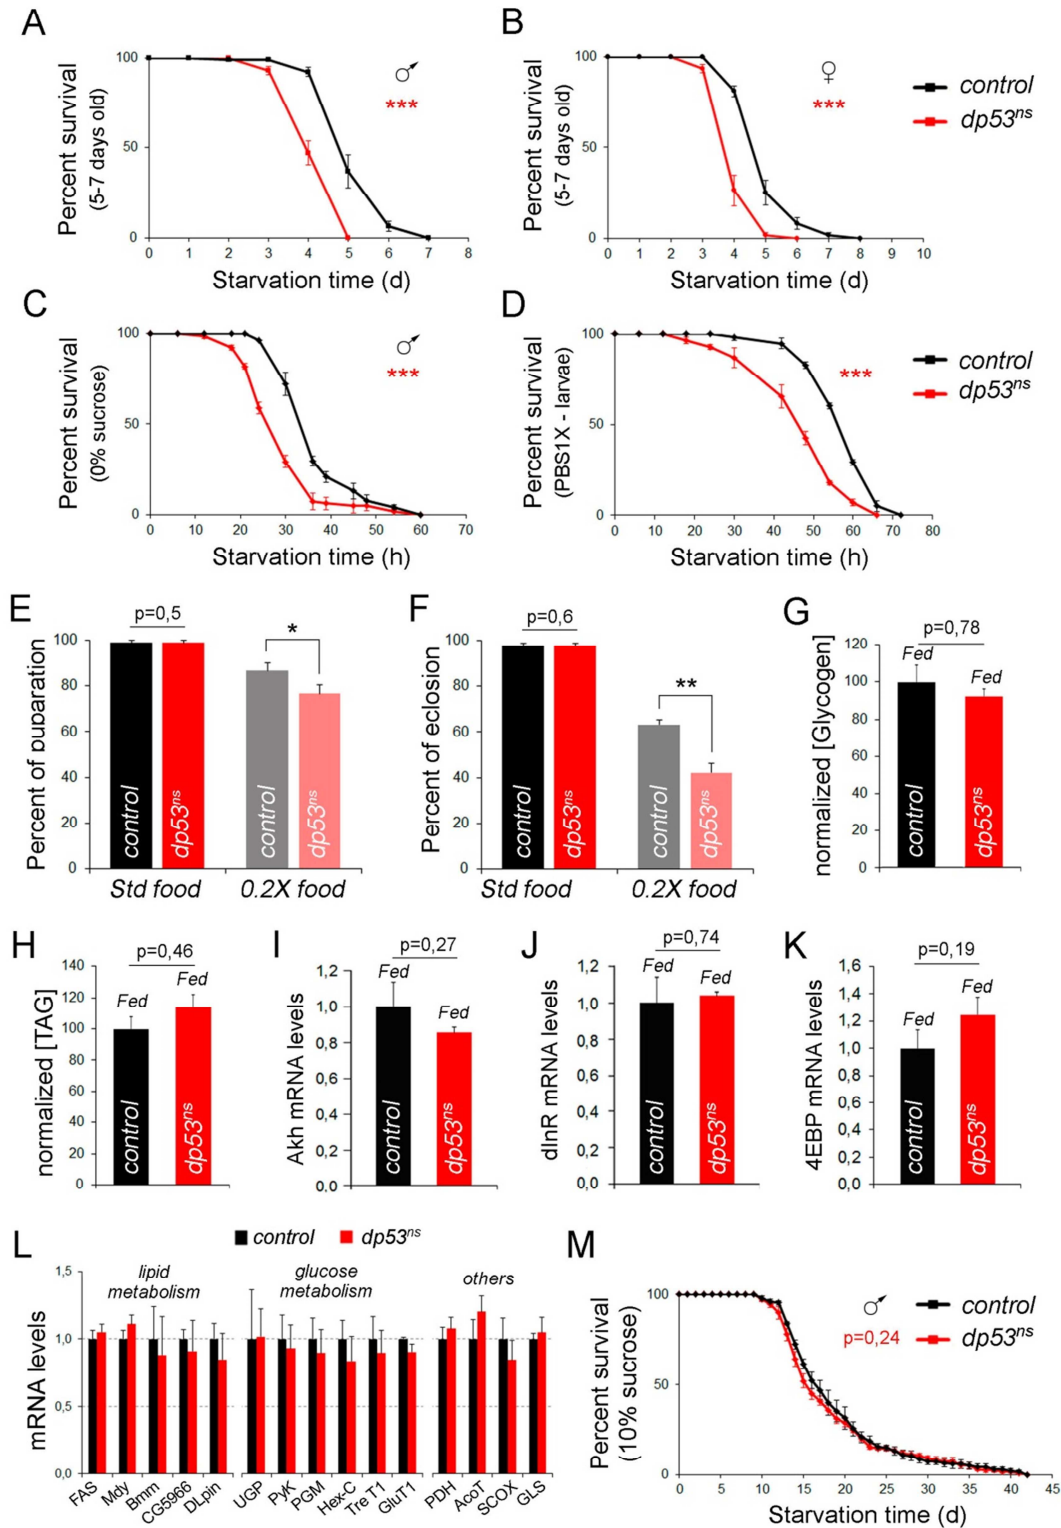 A
Percent survival
(5-7 days old)
100
50
0
0 1 2 3 4 5 6 7 8
Starvation time (d)
♂
***
B
Percent survival
(5-7 days old)
100
50
0
0 1 2 3 4 5 6 7 8 9 10
Starvation time (d)
♀
***
control
dp53ns
C
Percent survival
(0% sucrose)
100
50
0
0 10 20 30 40 50 60 70
Starvation time (h)
♂
***
D
Percent survival
(PBS1X - larvae)
100
50
0
0 10 20 30 40 50 60 70 80
Starvation time (h)
***
control
dp53ns
E
Percent of pubaration
100
80
60
40
20
0
p=0,5
*
control
dp53ns
control
dp53ns
Std food
0.2X food
F
Percent of eclosion
100
80
60
40
20
0
p=0,6
**
control
dp53ns
control
dp53ns
Std food
0.2X food
G
normalized [Glycogen]
120
100
80
60
40
20
0
p=0,78
Fed
Fed
control
dp53ns
H
normalized [TAG]
140
120
100
80
60
40
20
0
p=0,46
Fed
Fed
control
dp53ns
I
Akh mRNA levels
1,2
1,0
0,8
0,6
0,4
0,2
0,0
p=0,27
Fed
Fed
control
dp53ns
J
dInR mRNA levels
1,2
1,0
0,8
0,6
0,4
0,2
0,0
p=0,74
Fed
Fed
control
dp53ns
K
4EBP mRNA levels
1,6
1,4
1,2
1,0
0,8
0,6
0,4
0,2
0,0
p=0,19
Fed
Fed
control
dp53ns
L
control
dp53ns
mRNA levels
1,5
1,0
0,5
0,0
lipid
metabolism
glucose
metabolism
others
FAS
Mdy
Bmm
CG5966
DLpin
UGP
PyK
PGM
Hex-C
Tre T1
GluT1
PDH
AcoT
SCOX
GLS
M
Percent survival
(10% sucrose)
100
50
0
0 5 10 15 20 25 30 35 40 45
Starvation time (d)
♂
p=0,24
control
dp53ns